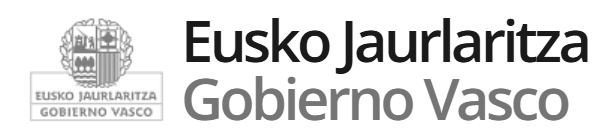 EUSKO JAURLARITZA
GOBIERNO VASCO
Eusko Jaurlaritza
Gobierno Vasco